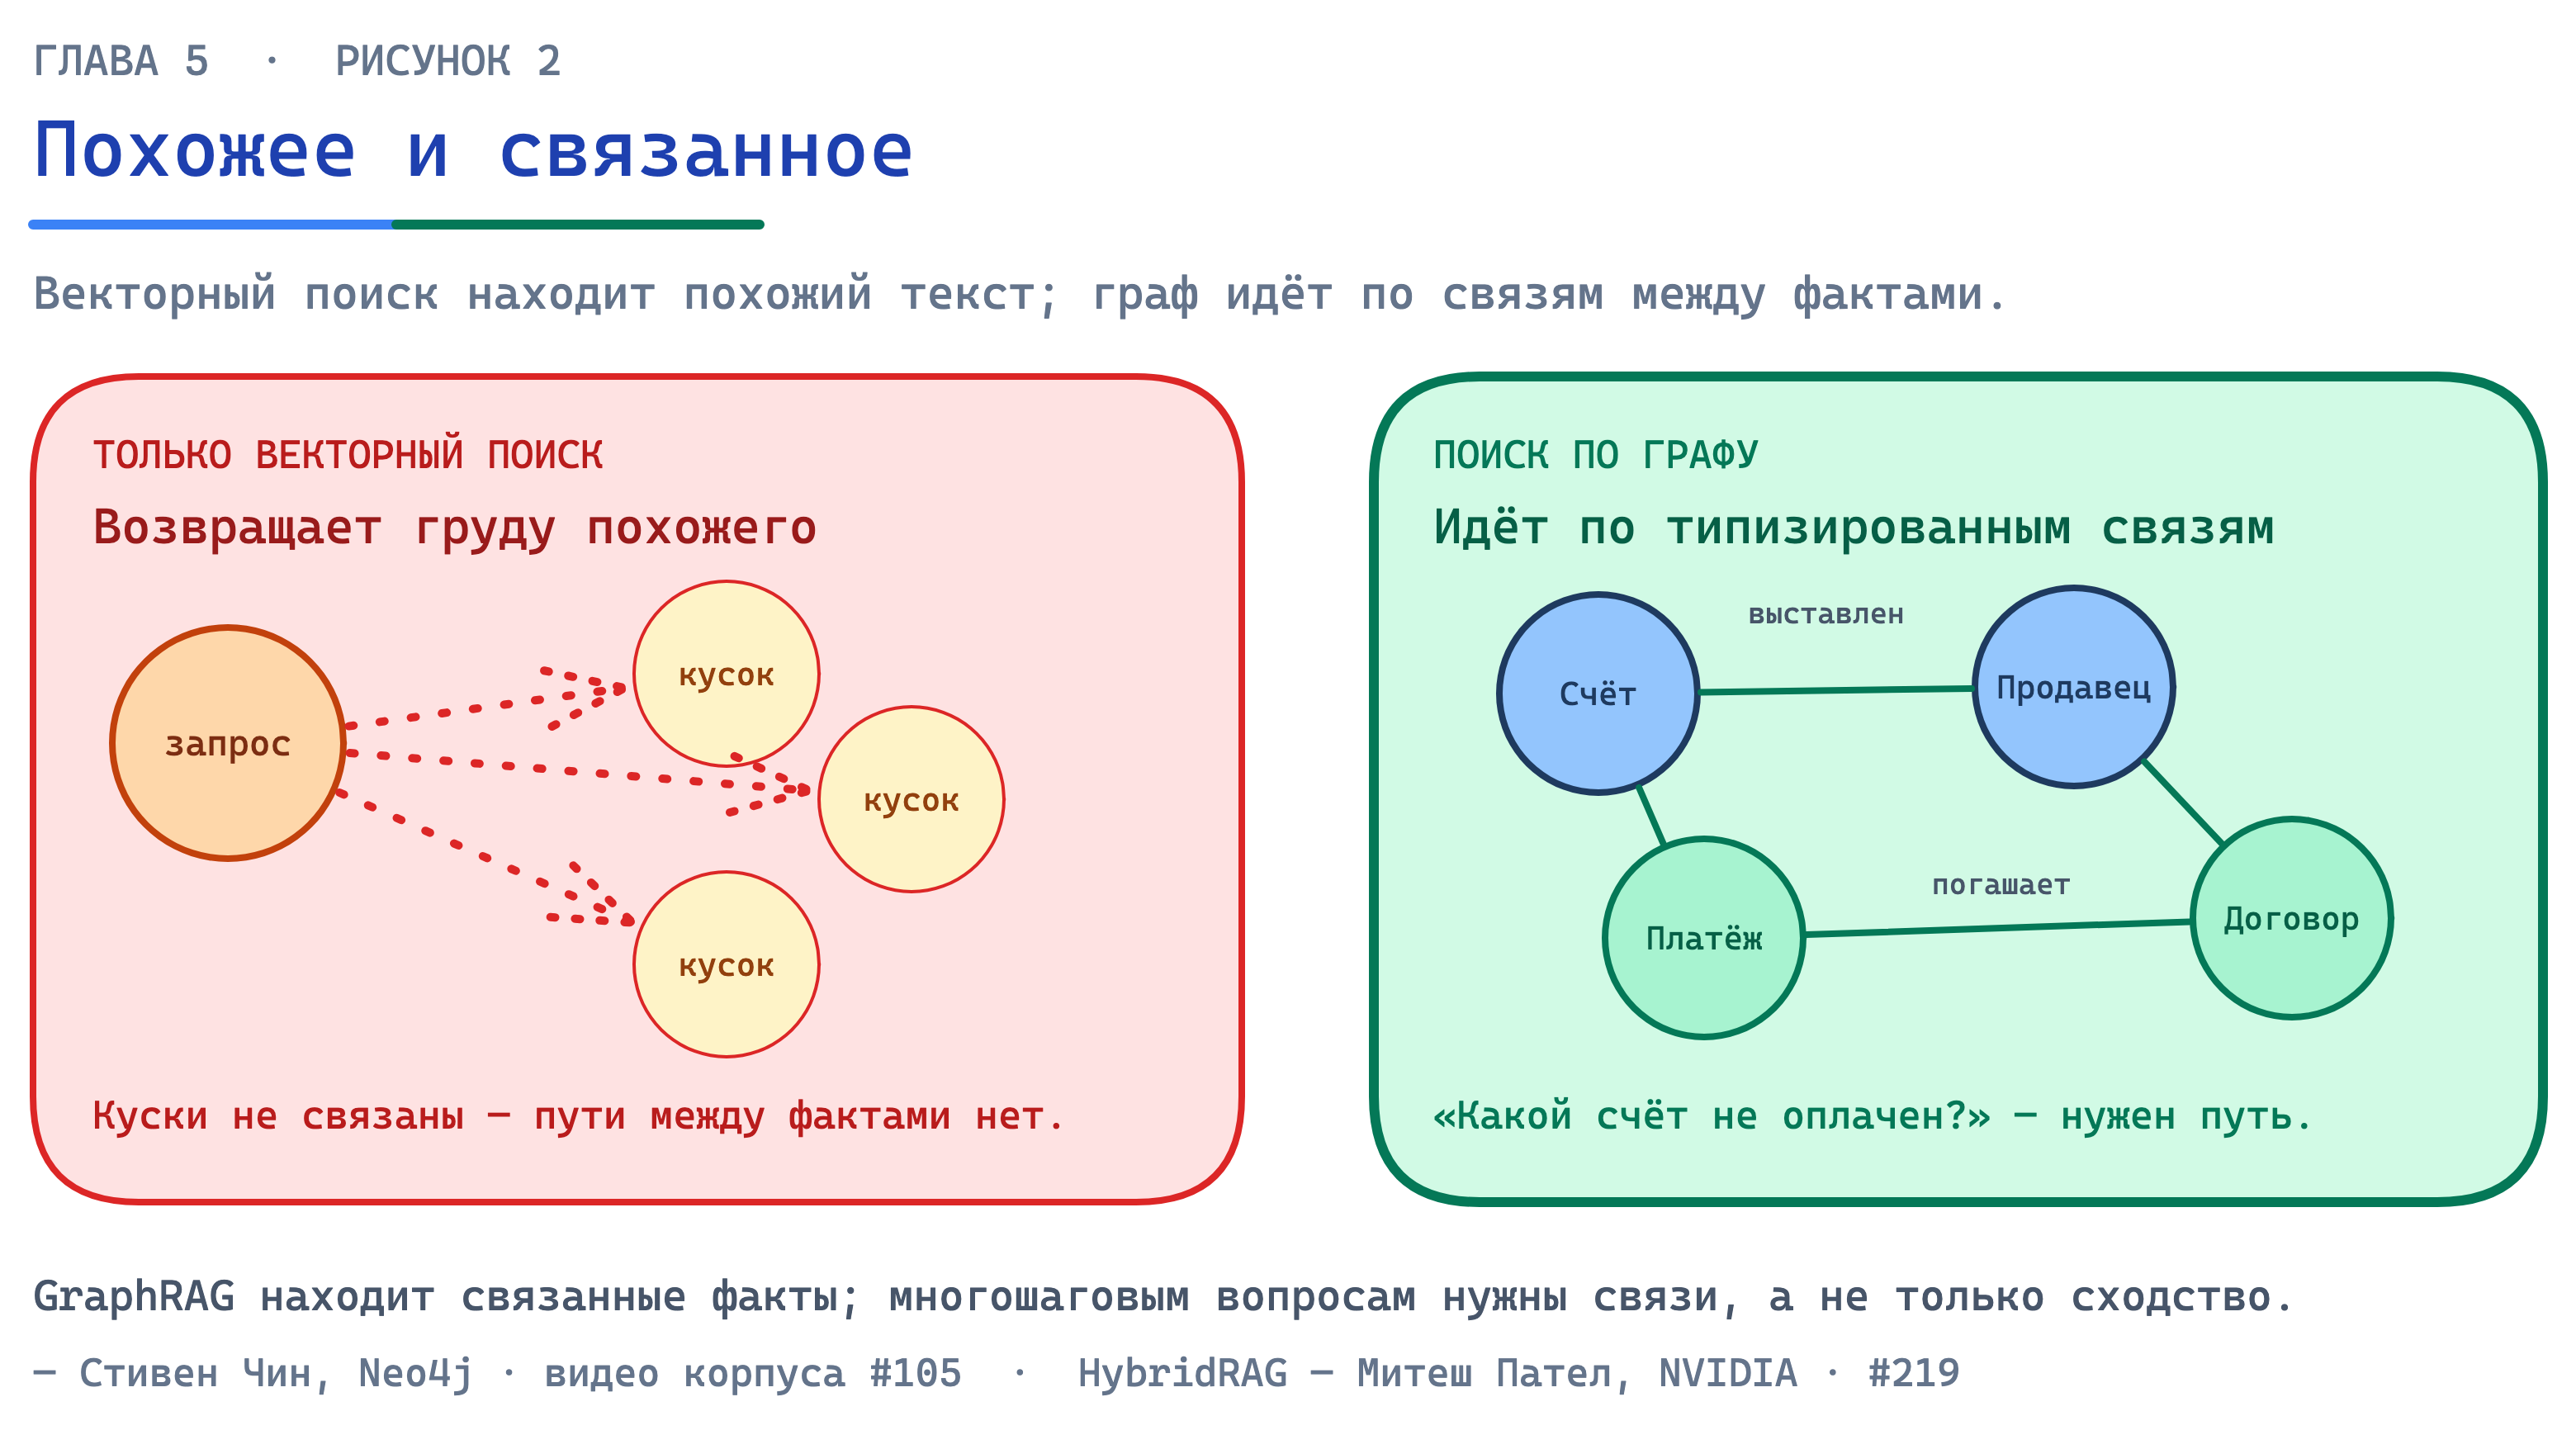 ГЛАВА 5 · РИСУНОК 2
Похожее и связанное
Векторный поиск находит похожий текст; граф идёт по связям между фактами.
ТОЛЬКО ВЕКТОРНЫЙ ПОИСК
Возвращает груду похожего
запрос
кусок
кусок
кусок
Куски не связаны — пути между фактами нет.
ПОИСК ПО ГРАФУ
Идёт по типизированным связям
выставлен
Счёт
Продавец
погашает
Платёж
Договор
«Какой счёт не оплачен?» — нужен путь.
GraphRAG находит связанные факты; многошаговым вопросам нужны связи, а не только сходство.
— Стивен Чин, Neo4j · видео корпуса #105 · HybridRAG — Митеш Пател, NVIDIA · #219